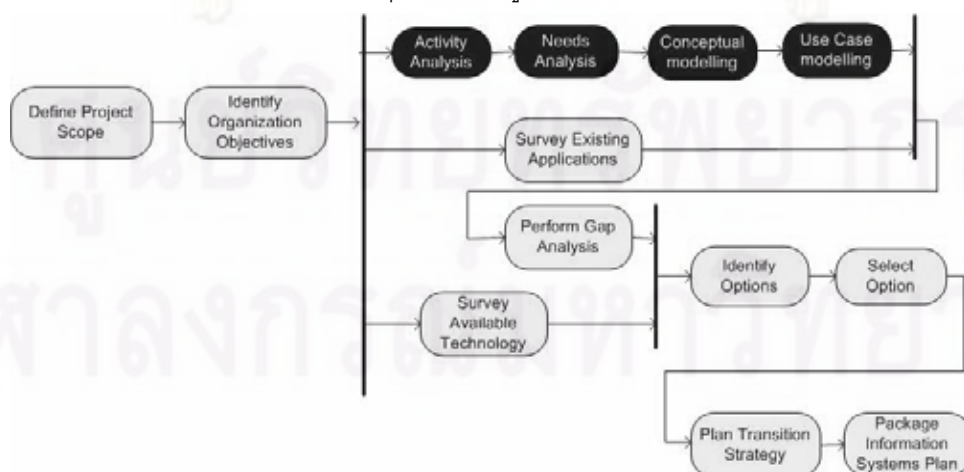 Activity
Analysis
Needs
Analysis
Conceptual
modelling
Use Case
modelling
Define Project
Scope
Identify
Organization
Objectives
Survey Existing
Applications
Perform Gap
Analysis
Identify
Options
Select
Option
Survey
Available
Technology
Plan Transition
Strategy
Package
Information
Systems Plan